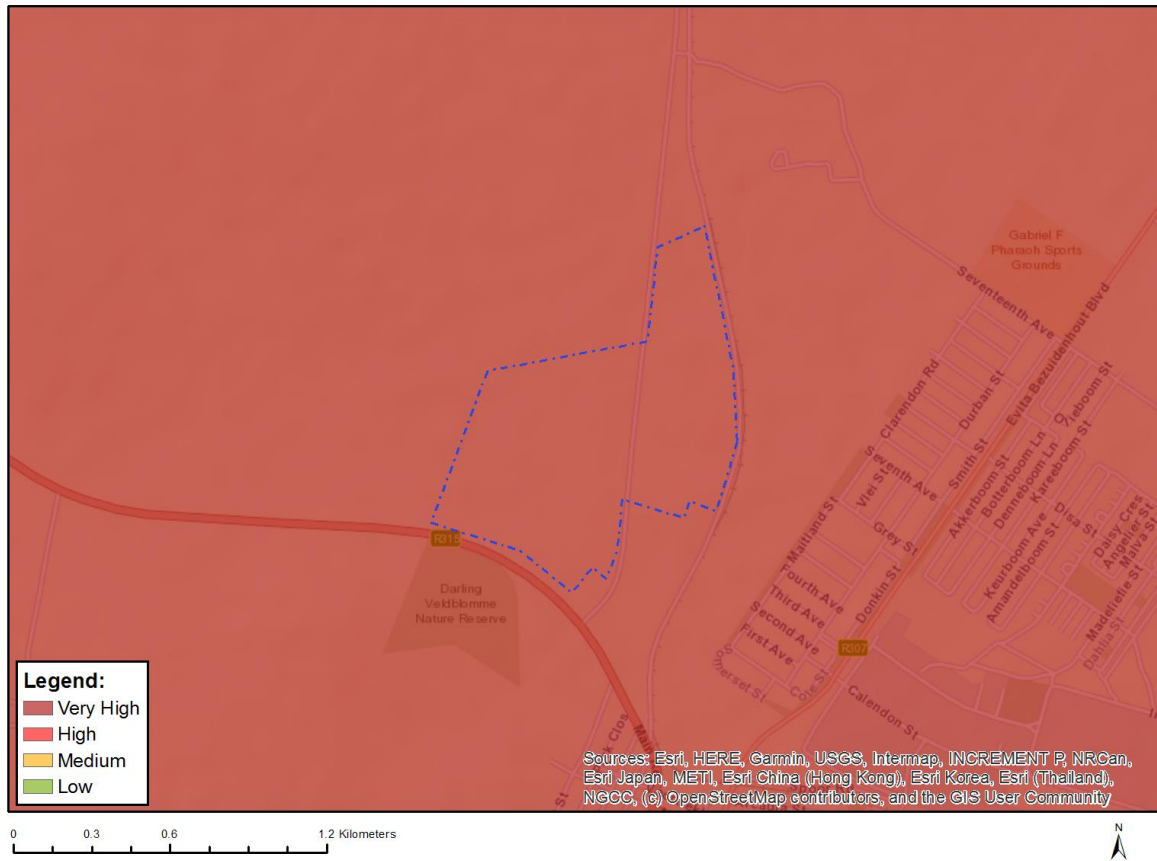 Gabriel F
Pharaoh Sports
Grounds
Seventeenth Ave
Evita Bezuidenhout Blvd
Clarendon Rd
Durban St
Smith St
Seventh Ave
Vlei St
Akkerboom St
Botterboom Ln
Denneboom Ln
Kareeboom St
Disa St
Daisy Cres
Angelier St
Malva St
Grey St
Maitland St
Keurboom Ave
Amandelboom St
Madeliefie St
Dahlia St
Fourth Ave
Third Ave
Second Ave
First Ave
Donkin St
R315
Darling
Veldblomme
Nature Reserve
R307
Somerset St
Cole St
Calendon St
Legend:
Very High
High
Medium
Low
Sources: Esri, HERE, Garmin, USGS, Intermap, INCREMENT P, NRCan,
Esri Japan, METI, Esri China (Hong Kong), Esri Korea, Esri (Thailand),
NGCC, (c) OpenStreetMap contributors, and the GIS User Community
0 0.3 0.6 1.2 Kilometers
N